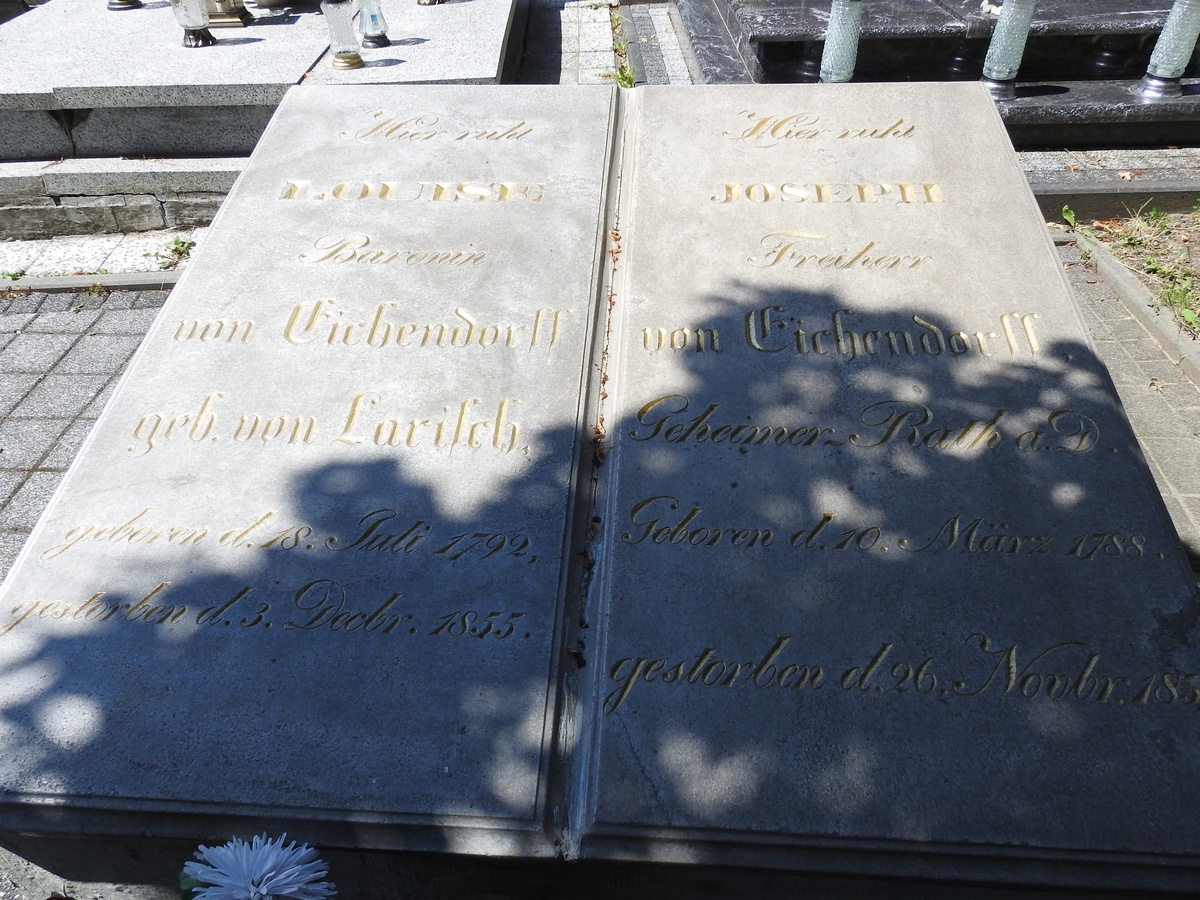 Hier ruht
LOUISE
Baronin
von Eichendorff
geb. von Larisch,
geboren d. 18. Juli 1792,
gestorben d. 3. Decbr. 1855.
Hier ruht
JOSEPH
Freiherr
von Eichendorff,
Geheimer-Rath a. D.
Geboren d. 10. März 1788.
gestorben d. 26. Novbr.